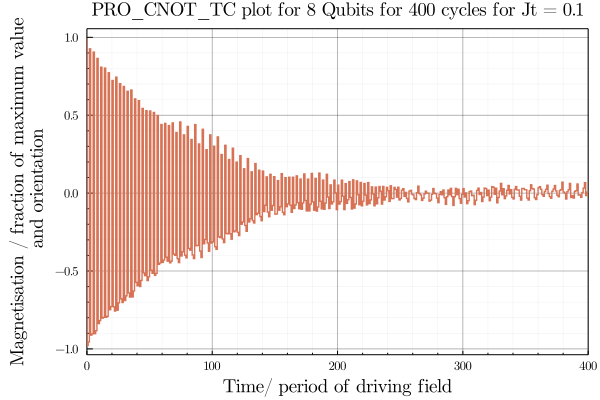 PRO_CNOT_TC plot for 8 Qubits for 400 cycles for Jt = 0.1
Magnetisation / fraction of maximum value
and orientation
1.0
0.5
0.0
−0.5
−1.0
0
100
200
300
400
Time/ period of driving field